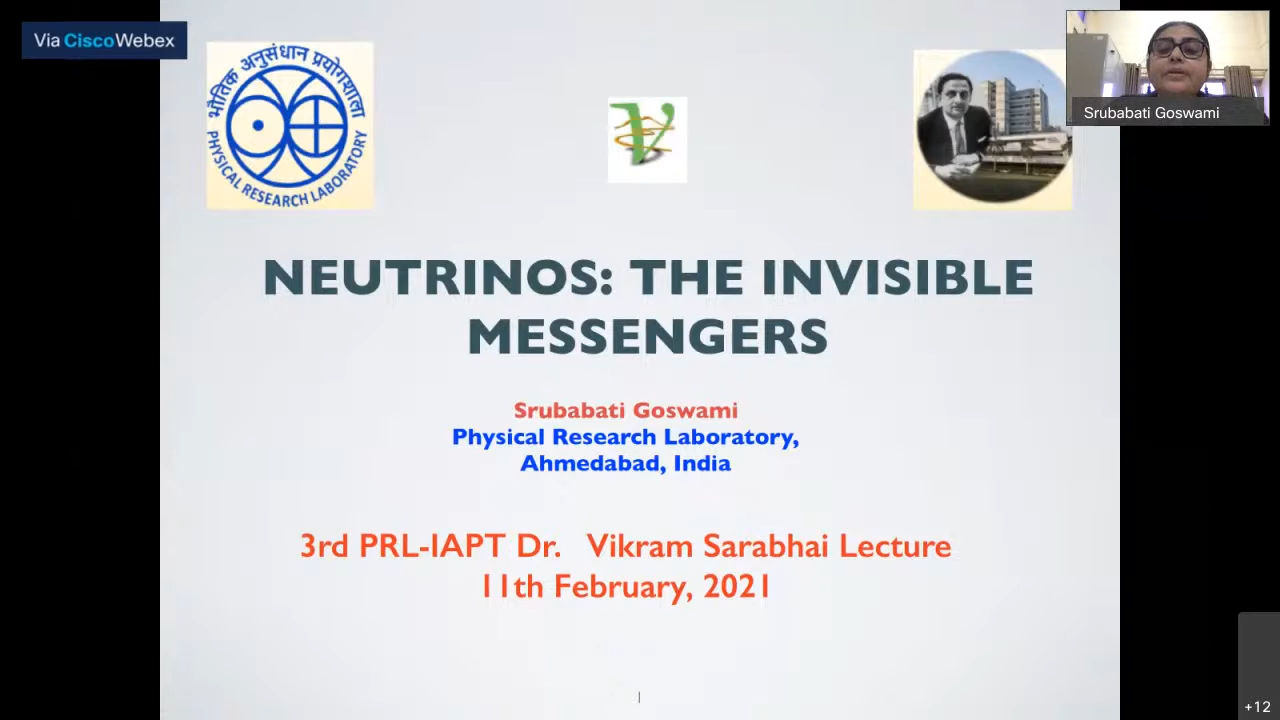 Via CiscoWebex
भौतिक अनुसंधान प्रयोगशाला
PHYSICAL RESEARCH LABORATORY
Srubabati Goswami
NEUTRINOS: THE INVISIBLE
MESSENGERS
Srubabati Goswami
Physical Research Laboratory,
Ahmedabad, India
3rd PRL-IAPT Dr. Vikram Sarabhai Lecture
11th February, 2021
1
+12